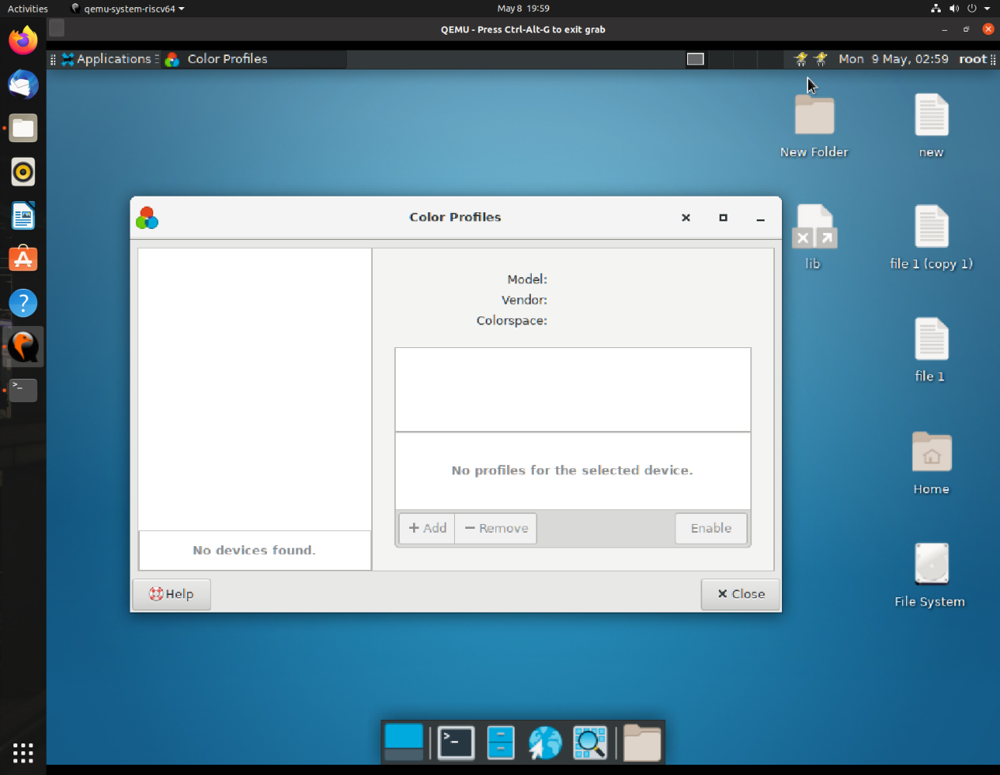 Activities
qemu-system-riscv64
May 8 19:59
QEMU - Press Ctrl-Alt-G to exit grab
Applications
Color Profiles
Mon 9 May, 02:59
root
New Folder
new
Color Profiles
lib
file 1 (copy 1)
Model:
Vendor:
Colorspace:
file 1
No profiles for the selected device.
Home
Add
Remove
Enable
No devices found.
Help
Close
File System